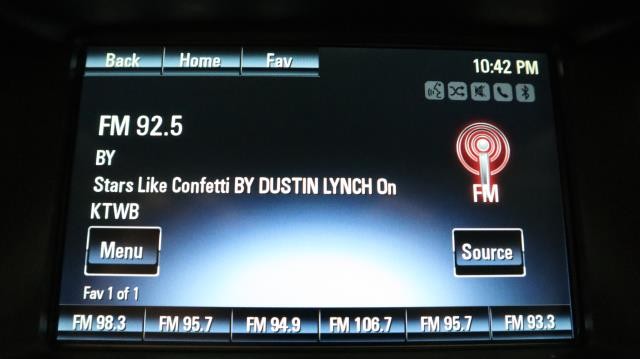 Back Home Fav
10:42 PM
FM 92.5
BY
Stars Like Confetti BY DUSTIN LYNCH On
KTWB
FM
Menu Source
Fav 1 of 1
FM 98.3 FM 95.7 FM 94.9 FM 106.7 FM 95.7 FM 93.3